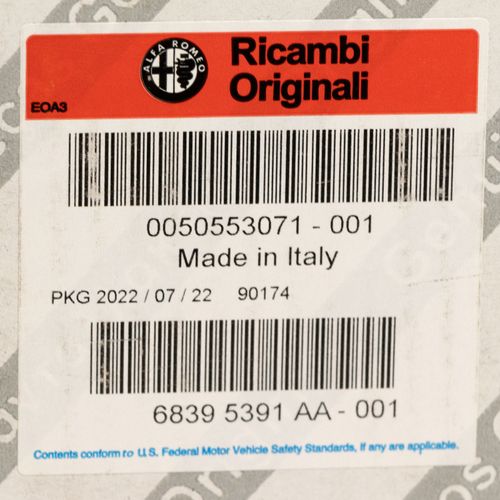 ALFA ROMEO
Ricambi
Originali
EOA3
0050553071 - 001
Made in Italy
PKG 2022 / 07 / 22 90174
6839 5391 AA - 001
Contents conform to U.S. Federal Motor Vehicle Safety Standards, If any are applicable.